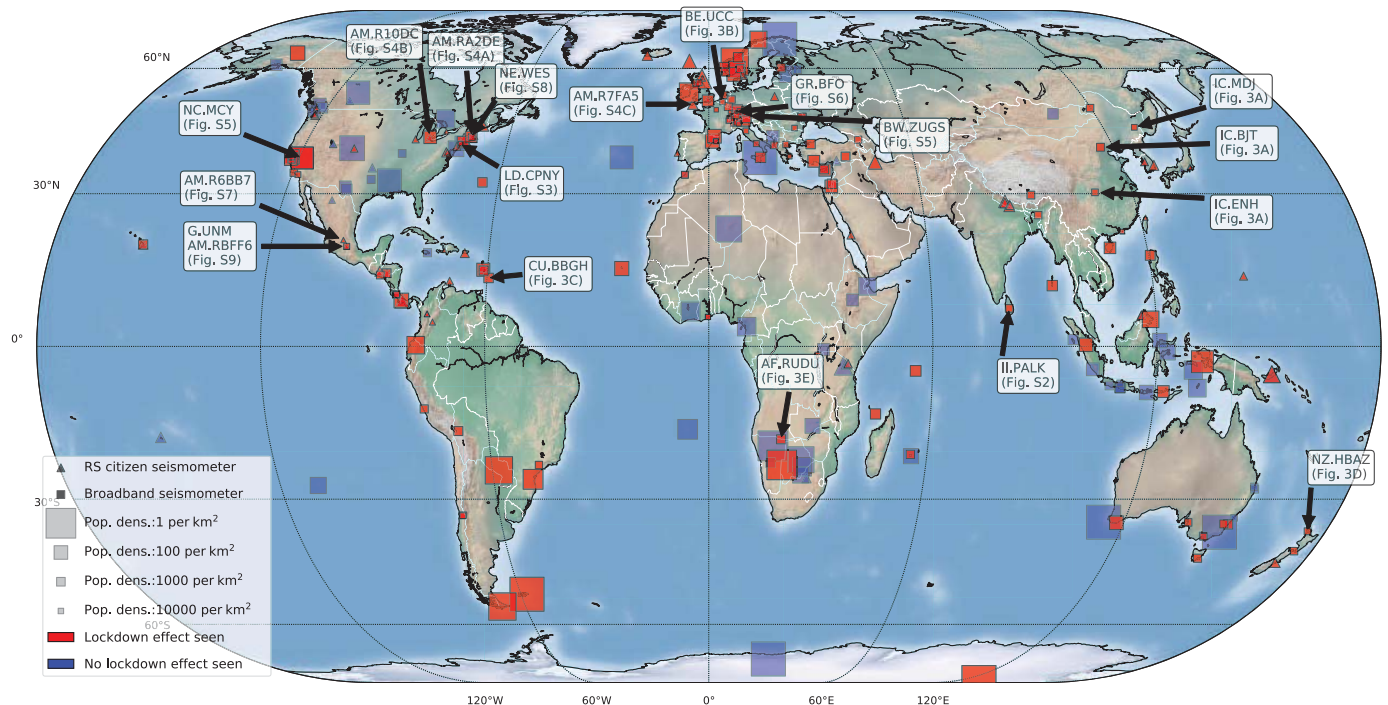 BE.UCC
(Fig. 3B)
AM.R10DC
(Fig. S4B)
AM.RA2DE
(Fig. S4A)
NE.WES
(Fig. S8)
60°N
AM.R7FA5
(Fig. S4C)
GR.BFO
(Fig. S6)
IC.MDJ
(Fig. 3A)
NC.MCY
(Fig. S5)
BW.ZUGS
(Fig. S5)
IC.BJT
(Fig. 3A)
AM.R6BB7
(Fig. S7)
LD.CPNY
(Fig. S3)
30°N
IC.ENH
(Fig. 3A)
G.UNM
AM.RBFF6
(Fig. S9)
CU.BBGH
(Fig. 3C)
0°
AF.RUDU
(Fig. 3E)
II.PALK
(Fig. S2)
NZ.HBAZ
(Fig. 3D)
RS citizen seismometer
Broadband seismometer
30°S
Pop. dens.:1 per km²
Pop. dens.:100 per km²
Pop. dens.:1000 per km²
Pop. dens.:10000 per km²
60°S
Lockdown effect seen
No lockdown effect seen
120°W 60°W 0° 60°E 120°E